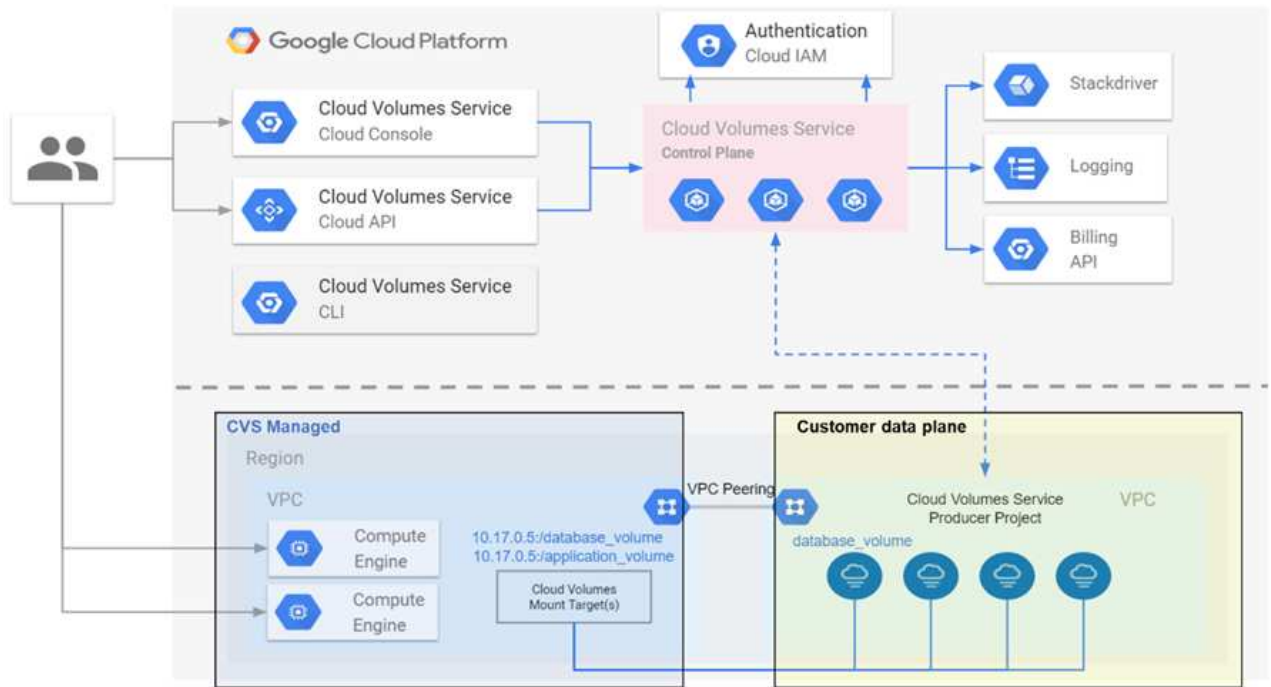 Google Cloud Platform
Authentication
Cloud IAM
Cloud Volumes Service
Cloud Console
Cloud Volumes Service
Cloud API
Cloud Volumes Service
CLI
Cloud Volumes Service
Control Plane
Stackdriver
Logging
Billing
API
CVS Managed
Region
VPC
Compute
Engine
Compute
Engine
10.17.0.5:/database_volume
10.17.0.5:/application_volume
Cloud Volumes
Mount Target(s)
VPC Peering
Customer data plane
Cloud Volumes Service
Producer Project
VPC
database_volume